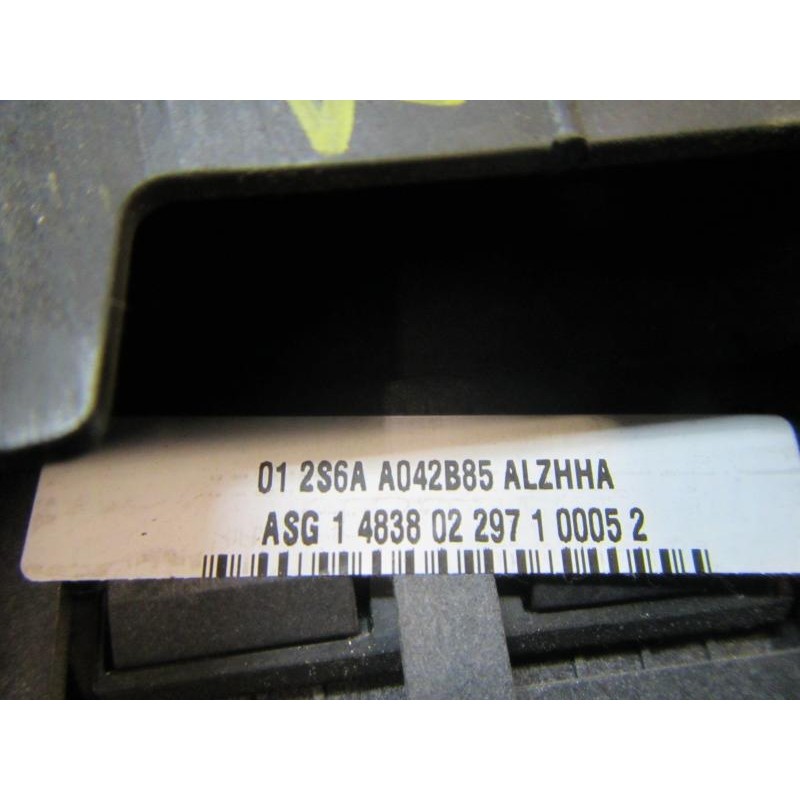 01 2S6A A042B85 ALZHHA
ASG 1 4838 02 297 1 0005 2